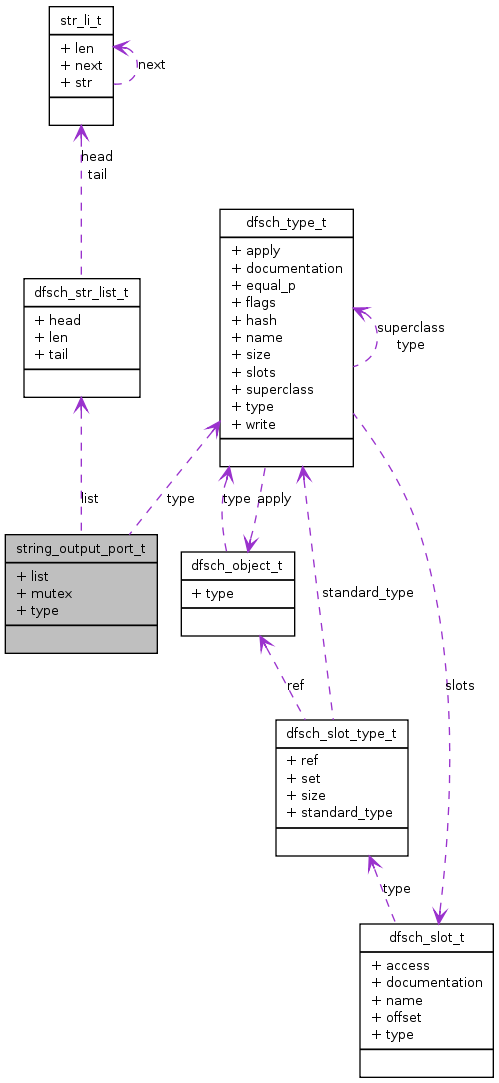 str_li_t
+ len
+ next
+ str
next
head
tail
dfsch_type_t
+ apply
+ documentation
+ equal_p
+ flags
+ hash
+ name
+ size
+ slots
+ superclass
+ type
+ write
superclass
type
dfsch_str_list_t
+ head
+ len
+ tail
list
type
type
apply
string_output_port_t
+ list
+ mutex
+ type
dfsch_object_t
+ type
standard_type
ref
slots
dfsch_slot_type_t
+ ref
+ set
+ size
+ standard_type
type
dfsch_slot_t
+ access
+ documentation
+ name
+ offset
+ type